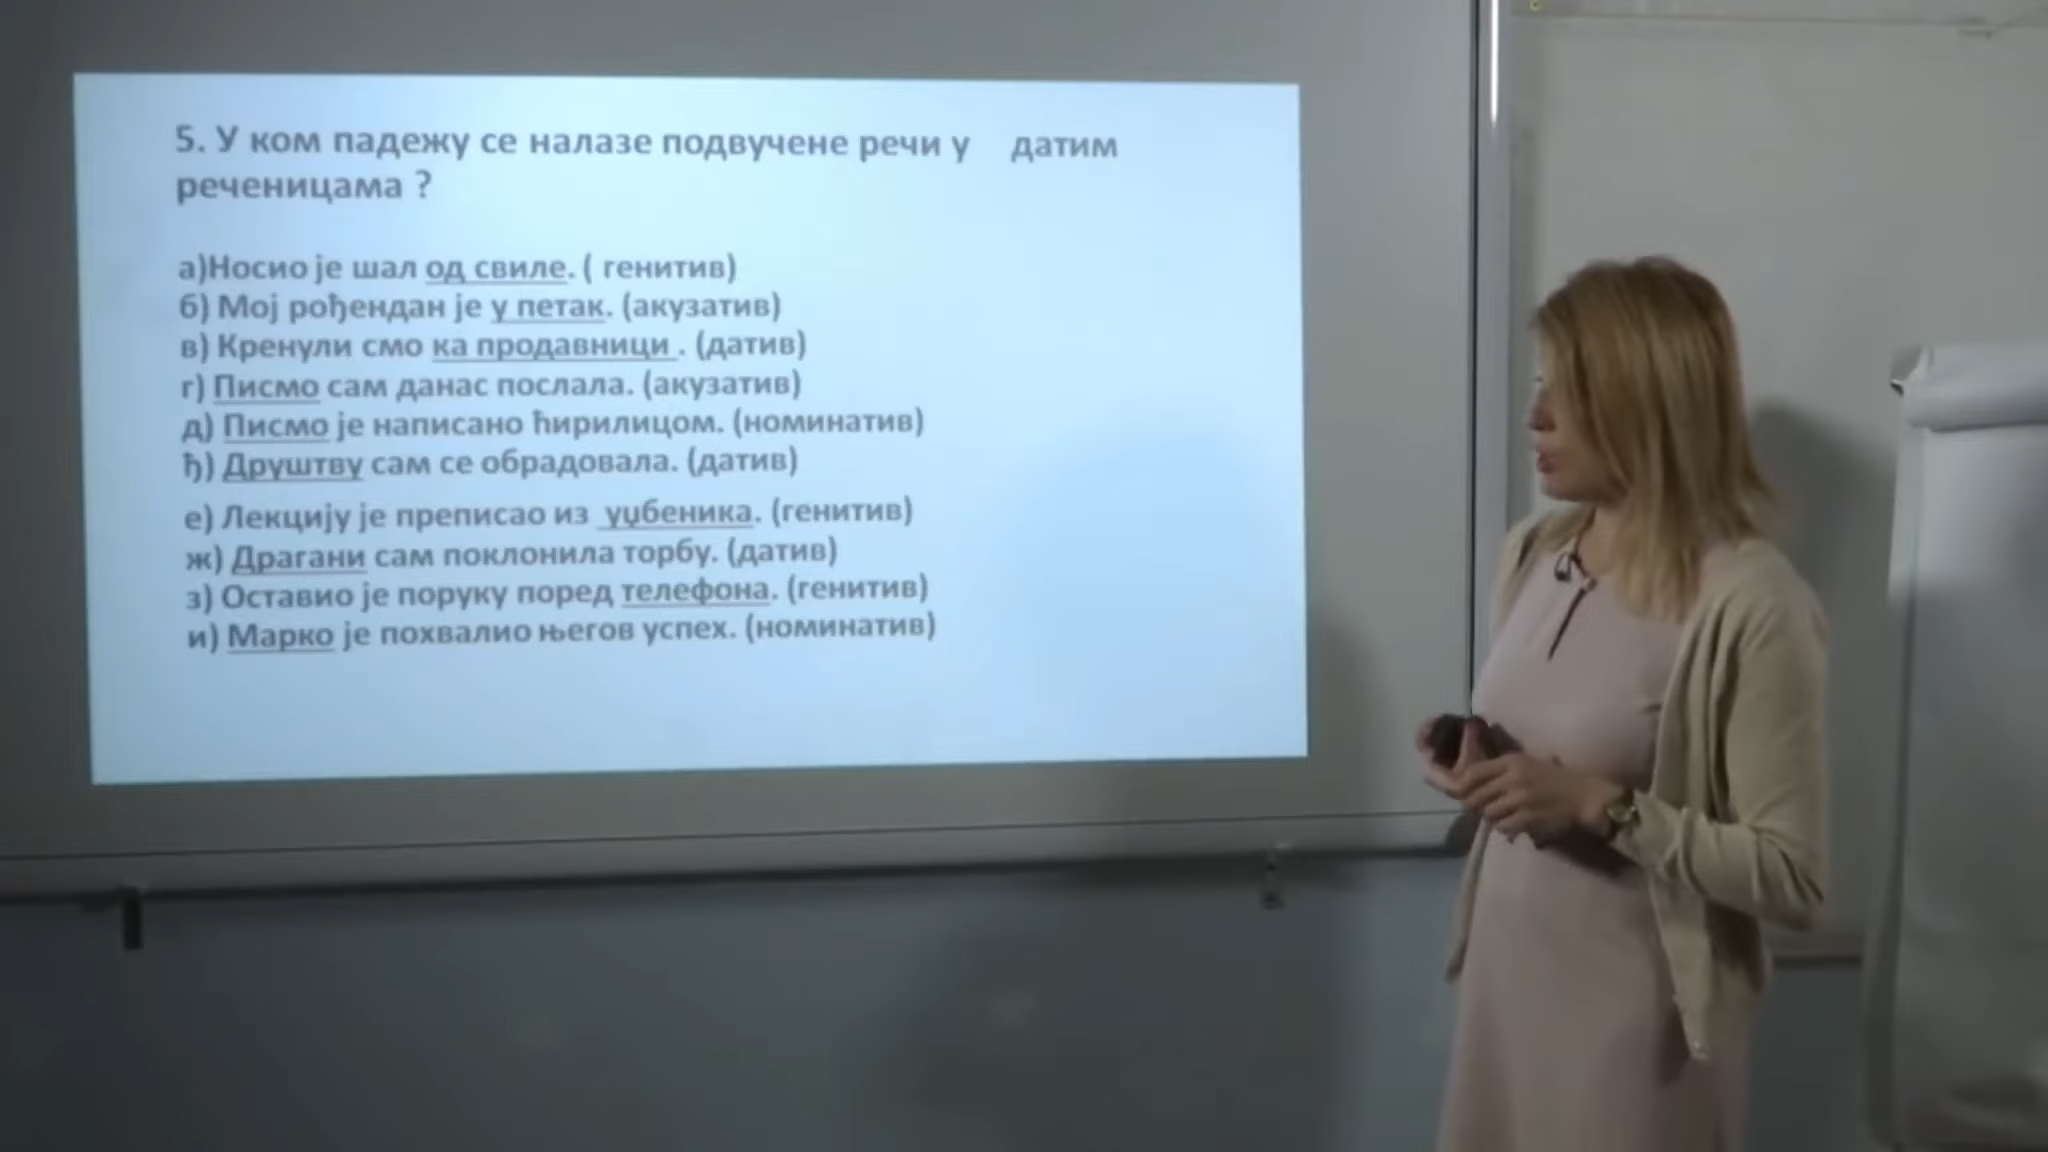 5. У ком падежу се налазе подвучене речи у датим
реченицама ?
а)Носио је шал од свиле. ( генитив)
б) Мој рођендан је у петак. (акузатив)
в) Кренули смо ка продавници . (датив)
г) Писмо сам данас послала. (акузатив)
д) Писмо је написано ћирилицом. (номинатив)
ђ) Друштву сам се обрадовала. (датив)
е) Лекцију је преписао из уџбеника. (генитив)
ж) Драгани сам поклонила торбу. (датив)
з) Оставио је поруку поред телефона. (генитив)
и) Марко је похвалио његов успех. (номинатив)